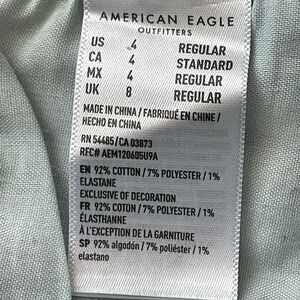 AMERICAN EAGLE
OUTFITTERS
US 4 REGULAR
CA 4 STANDARD
MX 4 REGULAR
UK 8 REGULAR
MADE IN CHINA / FABRIQUÉ EN CHINE /
HECHO EN CHINA
RN 54485/CA 03873
RFC# AEM120605U9A
EN 92% COTTON / 7% POLYESTER / 1%
ELASTANE
EXCLUSIVE OF DECORATION
FR 92% COTON / 7% POLYESTER / 1%
ÉLASTHANNE
À L'EXCEPTION DE LA GARNITURE
SP 92% algodón / 7% poliéster / 1%
elastano